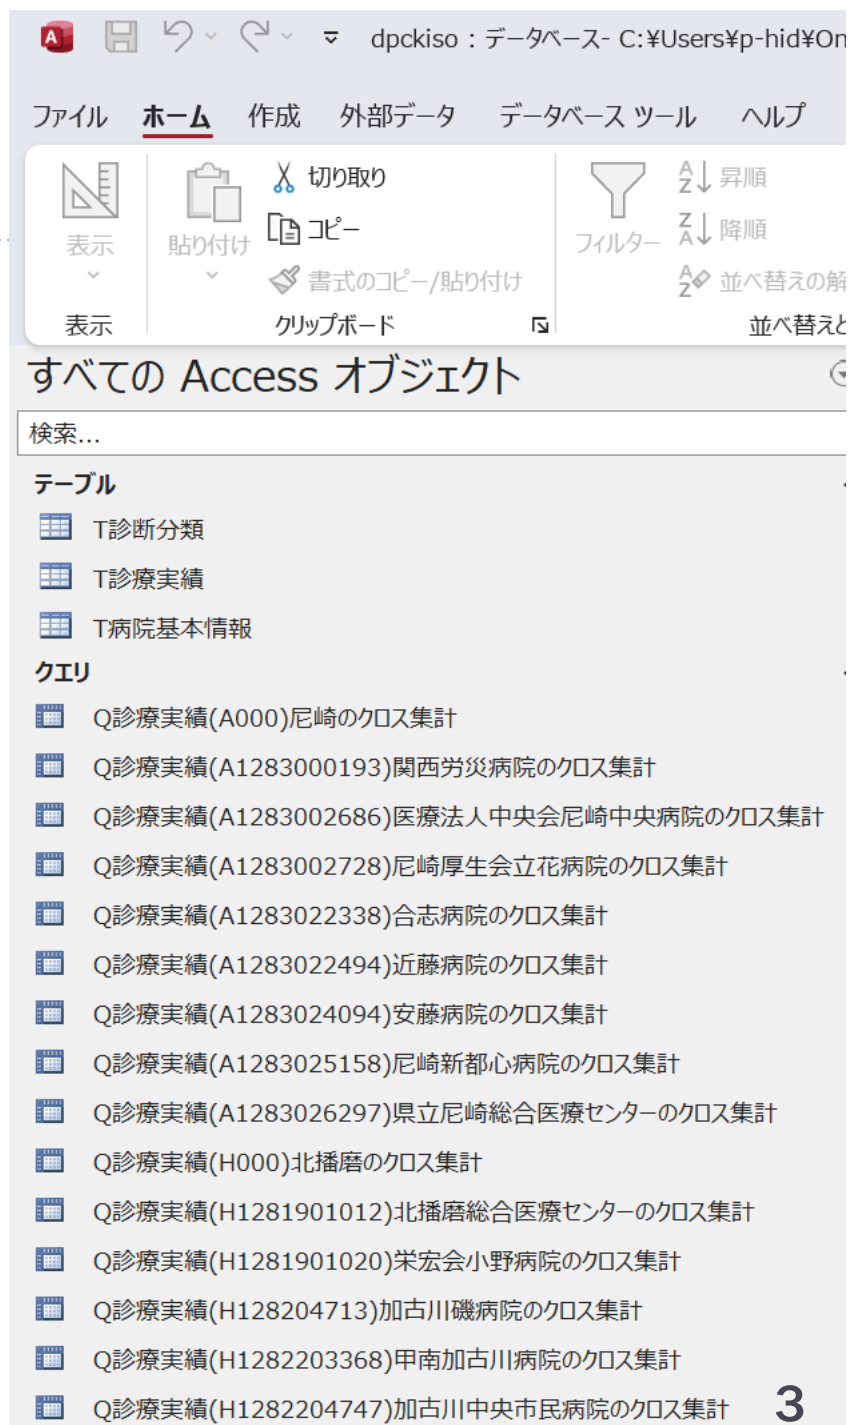 dpckiso : データベース- C:¥Users¥p-hid¥On
ファイル ホーム 作成 外部データ データベース ツール ヘルプ
表示
貼り付け
切り取り
コピー
書式のコピー/貼り付け
フィルター
昇順
降順
並べ替えの解
表示 クリップボード 並べ替えと
すべての Access オブジェクト
検索...
テーブル
T診断分類
T診療実績
T病院基本情報
クエリ
Q診療実績(A000)尼崎のクロス集計
Q診療実績(A1283000193)関西労災病院のクロス集計
Q診療実績(A1283002686)医療法人中央会尼崎中央病院のクロス集計
Q診療実績(A1283002728)尼崎厚生会立花病院のクロス集計
Q診療実績(A1283022338)合志病院のクロス集計
Q診療実績(A1283022494)近藤病院のクロス集計
Q診療実績(A1283024094)安藤病院のクロス集計
Q診療実績(A1283025158)尼崎新都心病院のクロス集計
Q診療実績(A1283026297)県立尼崎総合医療センターのクロス集計
Q診療実績(H000)北播磨のクロス集計
Q診療実績(H1281901012)北播磨総合医療センターのクロス集計
Q診療実績(H1281901020)栄宏会小野病院のクロス集計
Q診療実績(H128204713)加古川磯病院のクロス集計
Q診療実績(H1282203368)甲南加古川病院のクロス集計
Q診療実績(H1282204747)加古川中央市民病院のクロス集計
3